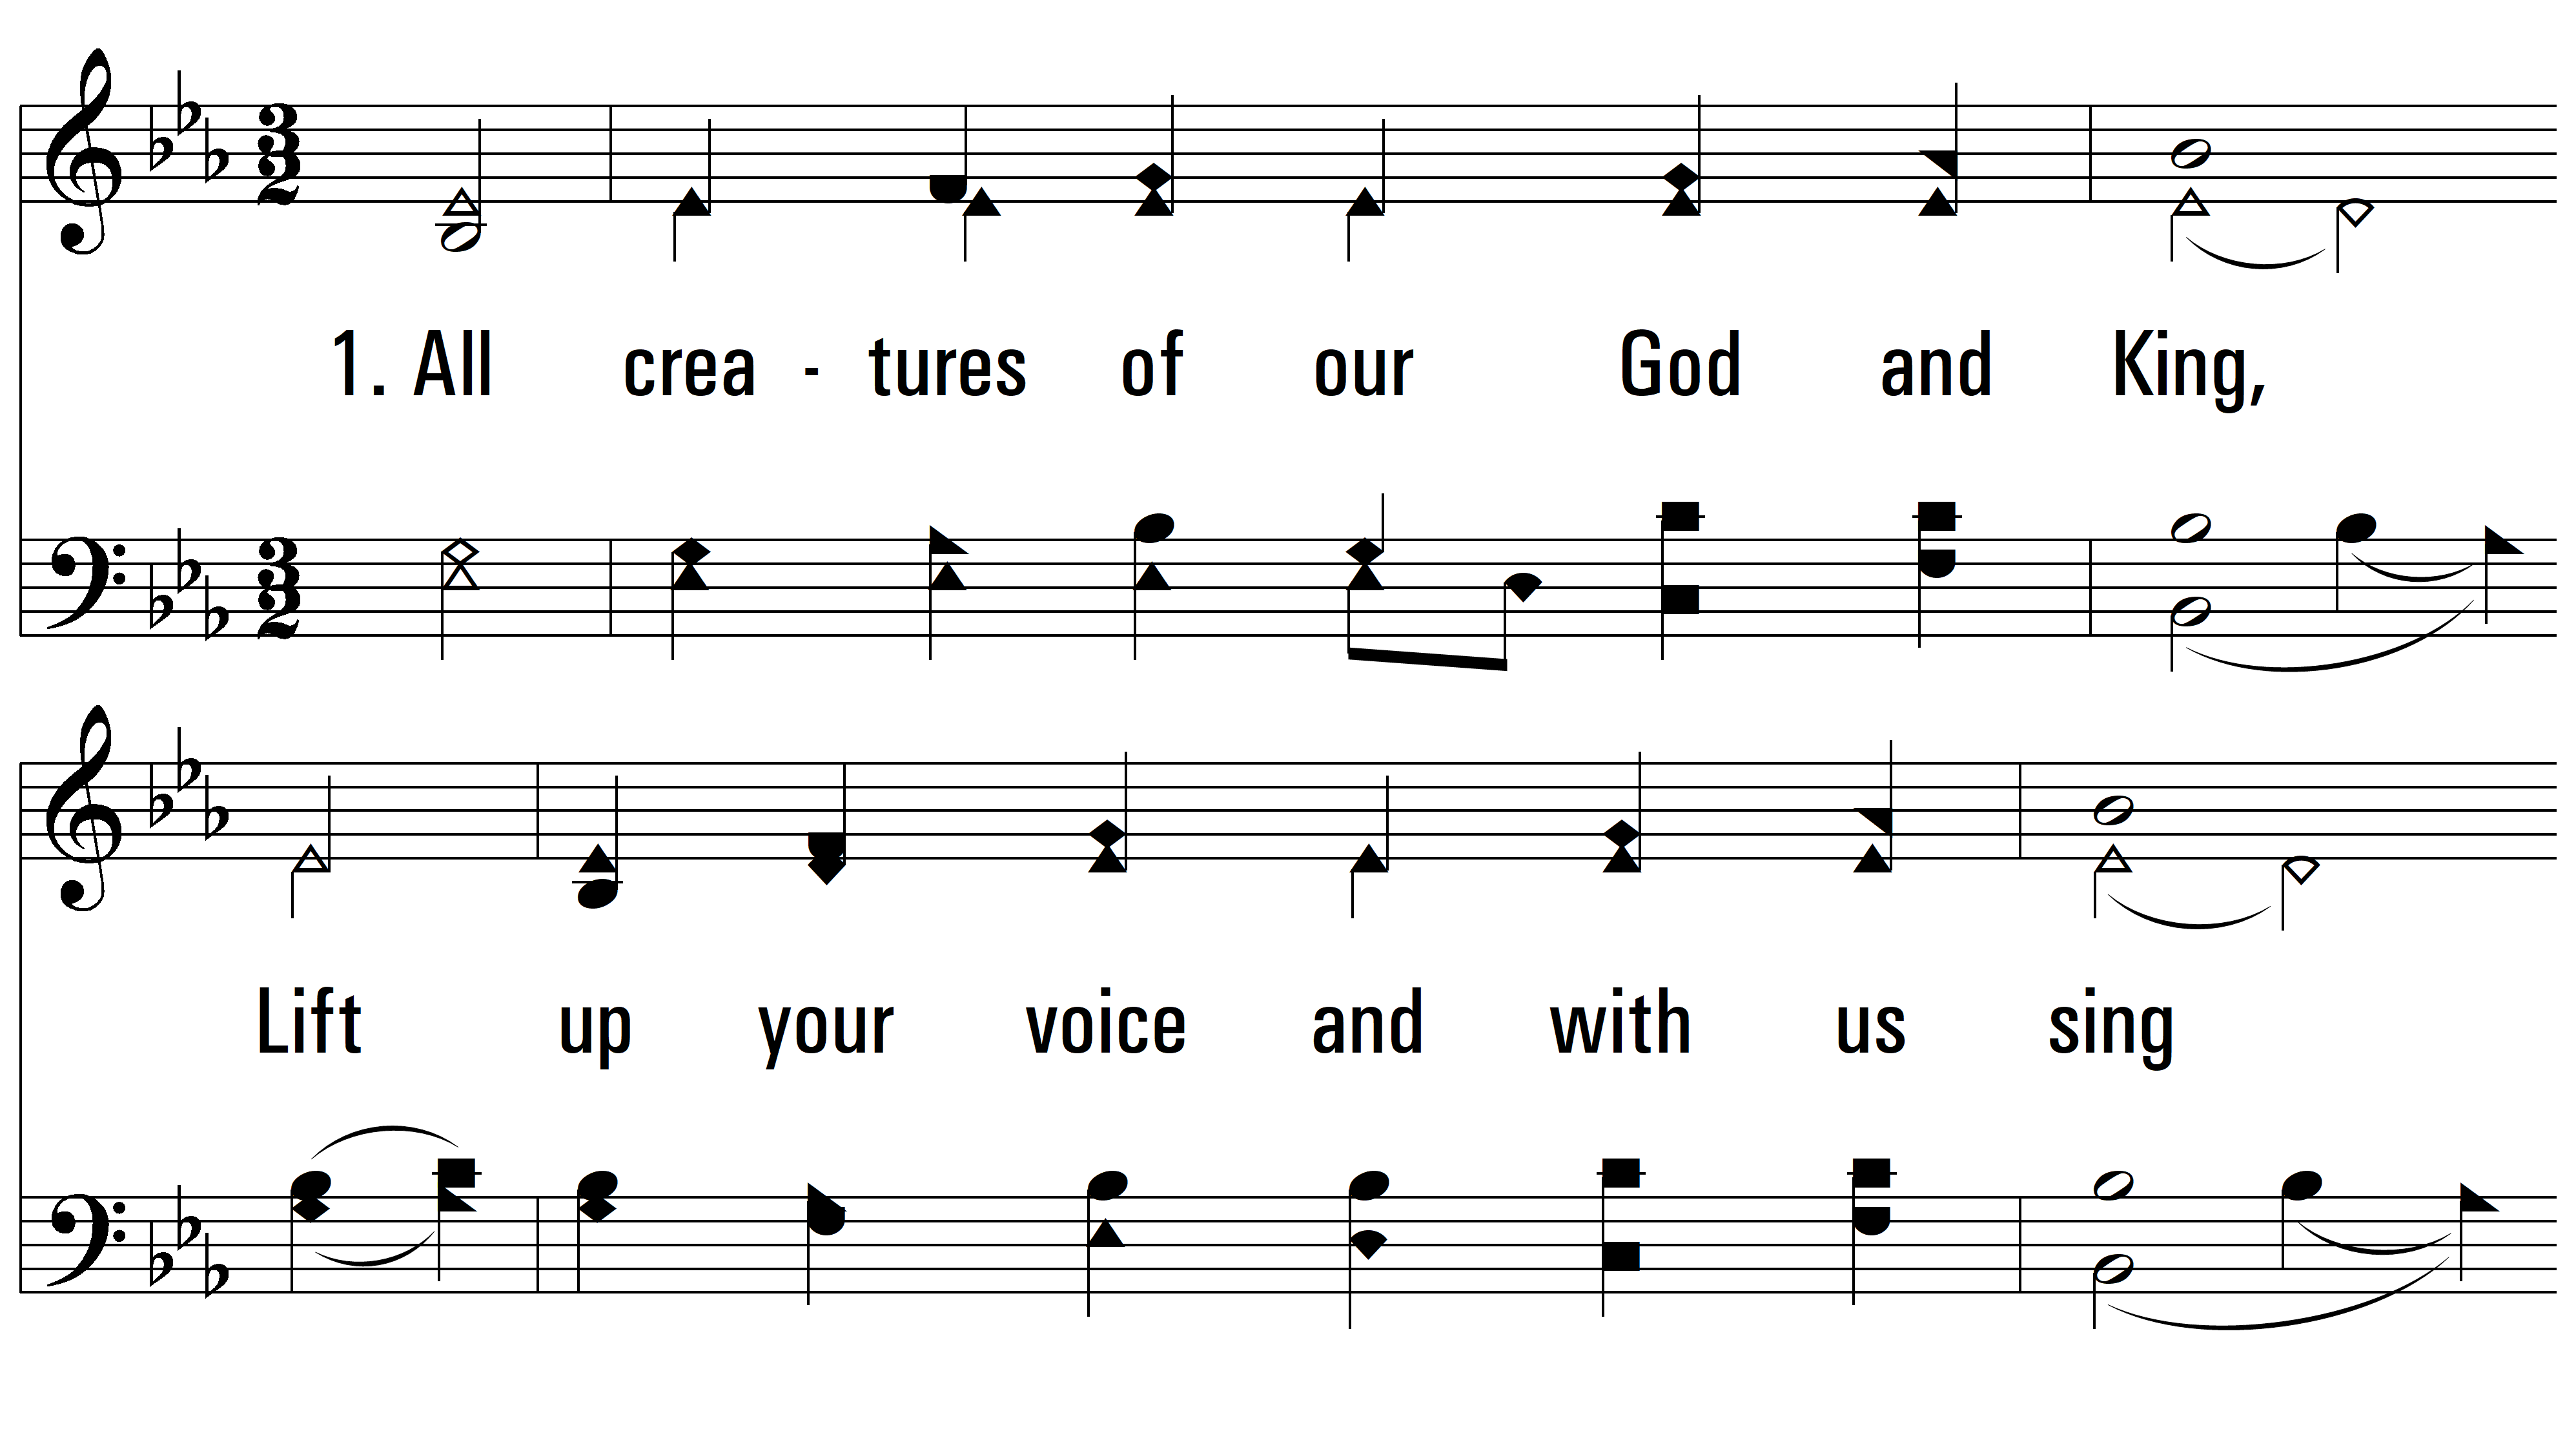 1. All crea - tures of our God and King,
Lift up your voice and with us sing